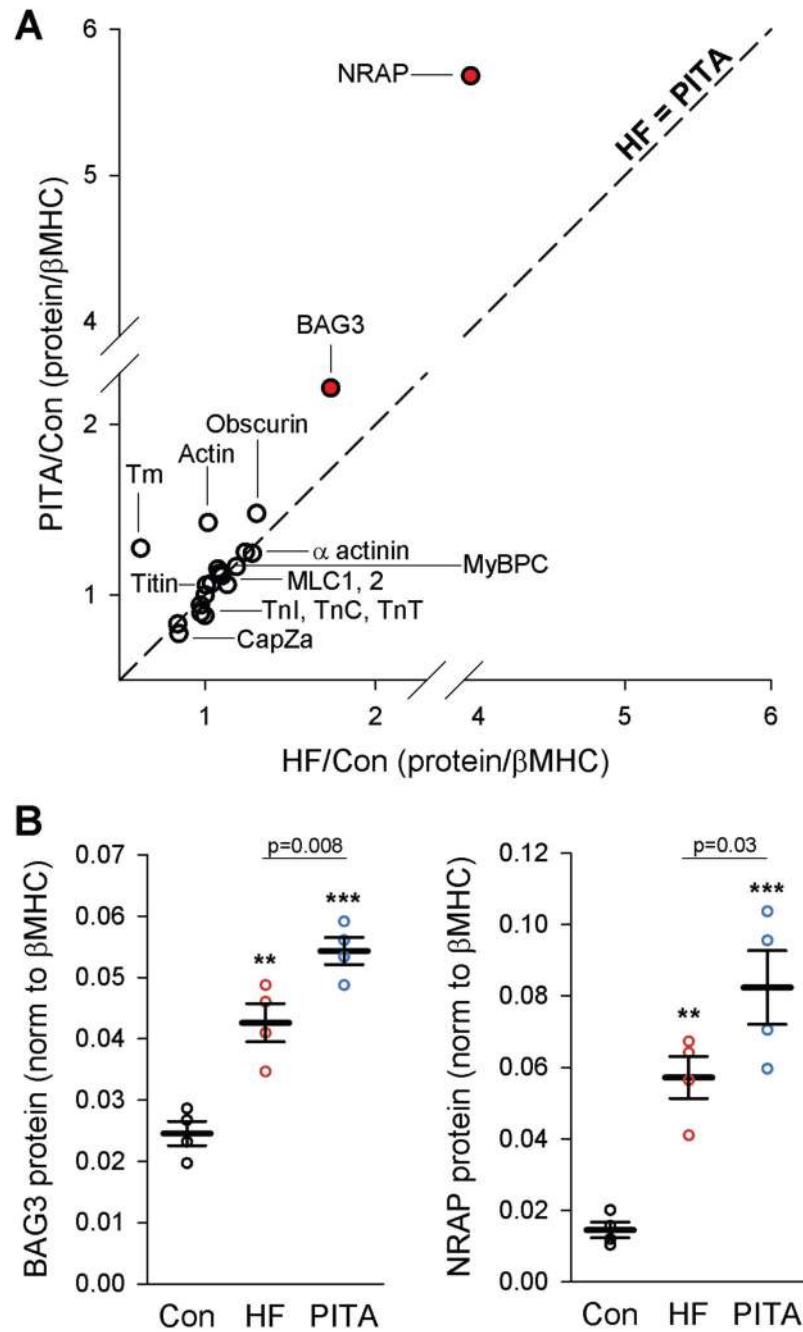 A
PITA/Con (protein/βMHC)
6
5
4
2
1
NRAP
HF = PITA
BAG3
Obscurin
Actin
Tm
α actinin
MyBPC
Titin
MLC1, 2
TnI, TnC, TnT
CapZa
1 2 4 5 6
HF/Con (protein/βMHC)
B
BAG3 protein (norm to βMHC)
0.07
0.06
0.05
0.04
0.03
0.02
0.01
0.00
p=0.008
***
**
Con HF PITA
NRAP protein (norm to βMHC)
0.12
0.10
0.08
0.06
0.04
0.02
0.00
p=0.03
***
**
Con HF PITA